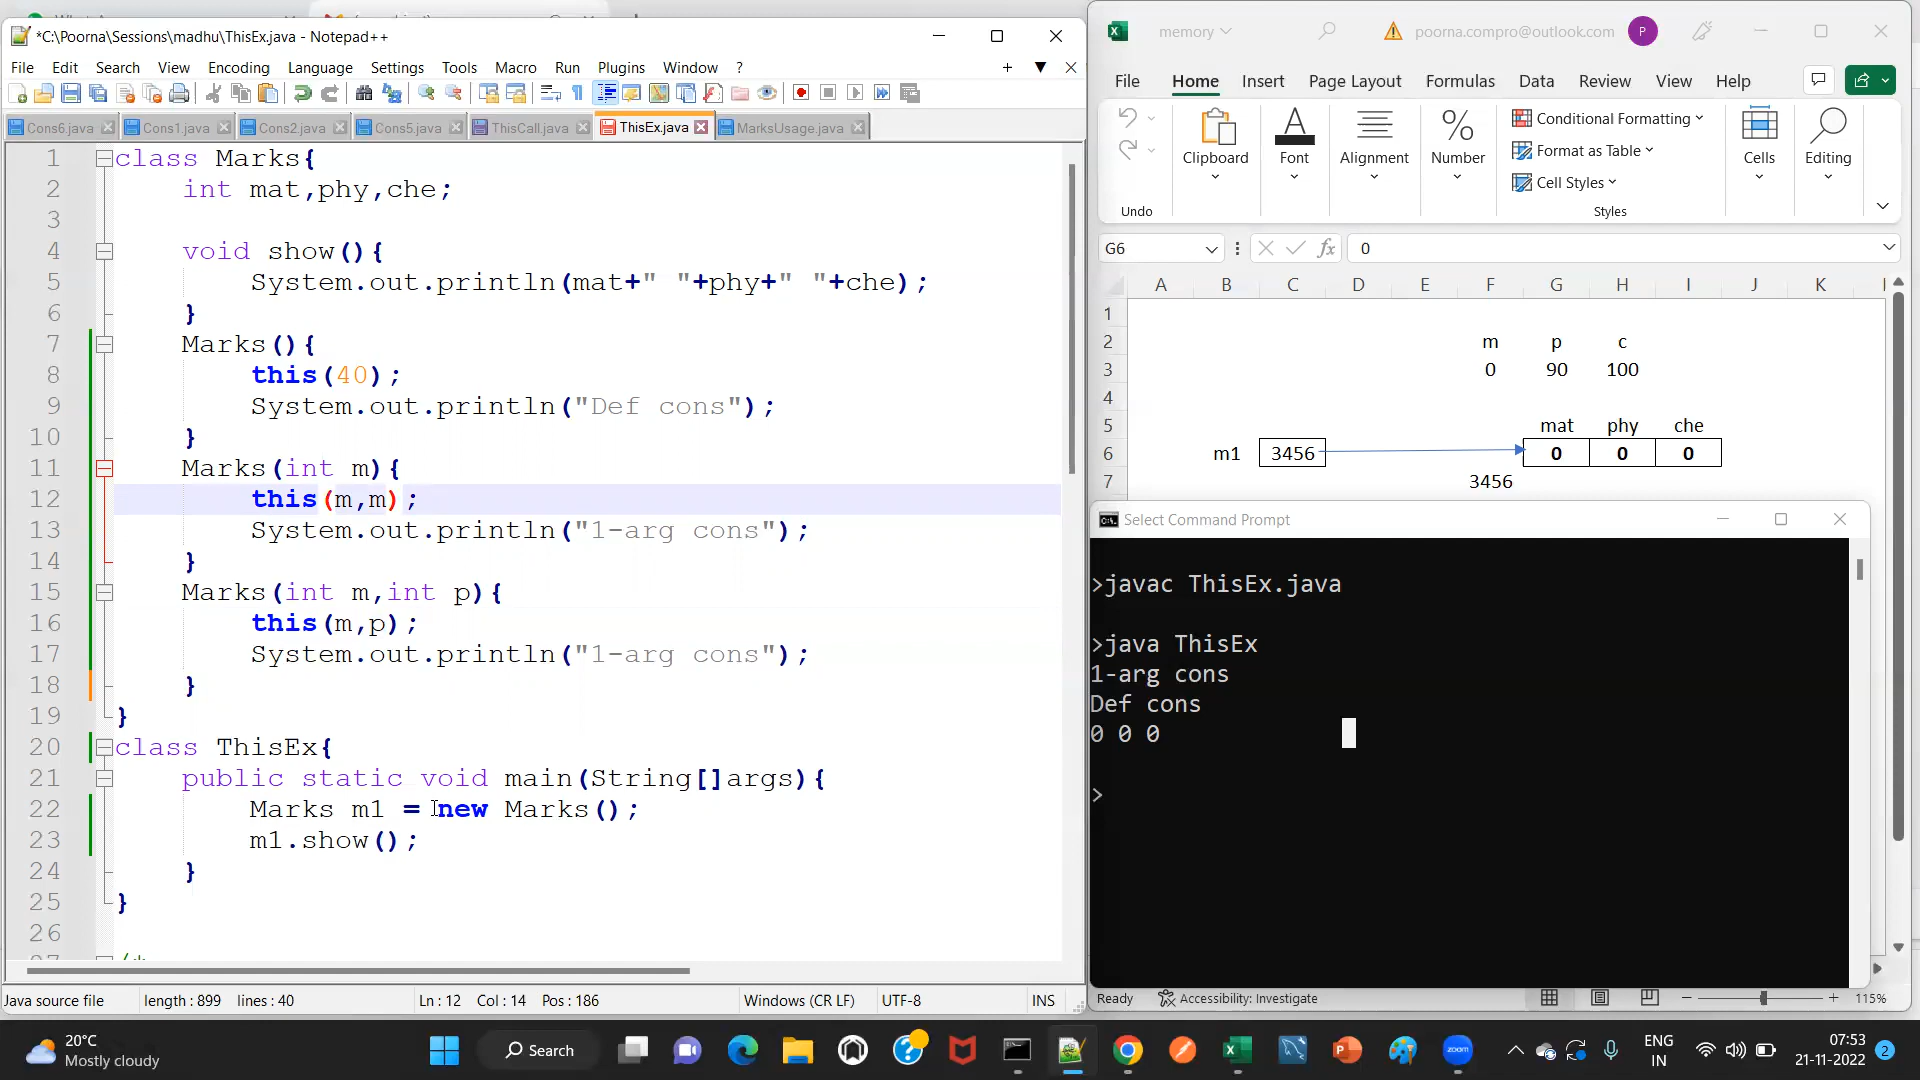 *C:\Poorna\Sessions\madhu\ThisEx.java - Notepad++
File Edit Search View Encoding Language Settings Tools Macro Run Plugins Window ?
Cons6.java Cons1.java Cons2.java Cons5.java ThisCall.java ThisEx.java MarksUsage.java
1 class Marks{
2 int mat,phy,che;
3
4 void show(){
5 System.out.println(mat+" "+phy+" "+che);
6 }
7 Marks(){
8 this(40);
9 System.out.println("Def cons");
10 }
11 Marks(int m){
12 this(m,m);
13 System.out.println("1-arg cons");
14 }
15 Marks(int m,int p){
16 this(m,p);
17 System.out.println("1-arg cons");
18 }
19 }
20 class ThisEx{
21 public static void main(String[]args){
22 Marks m1 = new Marks();
23 m1.show();
24 }
25 }
26
Java source file length : 899 lines : 40 Ln : 12 Col : 14 Pos : 186 Windows (CR LF) UTF-8 INS
memory poorna.compro@outlook.com P
File Home Insert Page Layout Formulas Data Review View Help
Clipboard Font Alignment Number Conditional Formatting Format as Table Cell Styles Cells Editing
Undo Styles
G6 fx 0
A B C D E F G H I J K
1
2 m p c
3 0 90 100
4
5 mat phy che
6 m1 3456 0 0 0
7 3456
Select Command Prompt
>javac ThisEx.java
>java ThisEx
1-arg cons
Def cons
0 0 0
>
Ready Accessibility: Investigate 115%
20°C
Mostly cloudy
Search
zoom
ENG
IN
07:53
21-11-2022
2